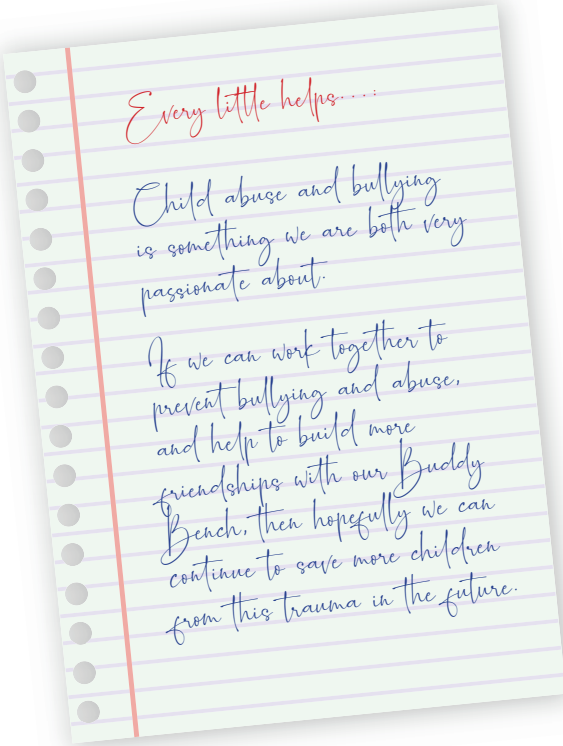 Every little helps....:
Child abuse and bullying
is something we are both very
passionate about.
If we can work together to
prevent bullying and abuse,
and help to build more
friendships with our Buddy
Bench, then hopefully we can
continue to save more children
from this trauma in the future.